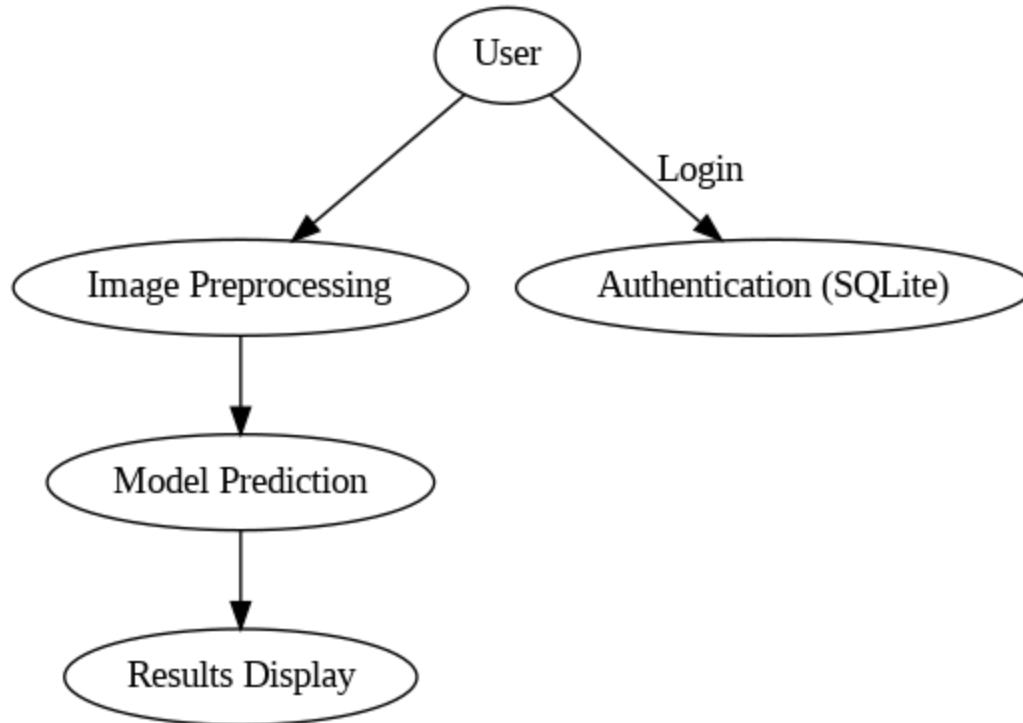 User
Login
Image Preprocessing
Authentication (SQLite)
Model Prediction
Results Display